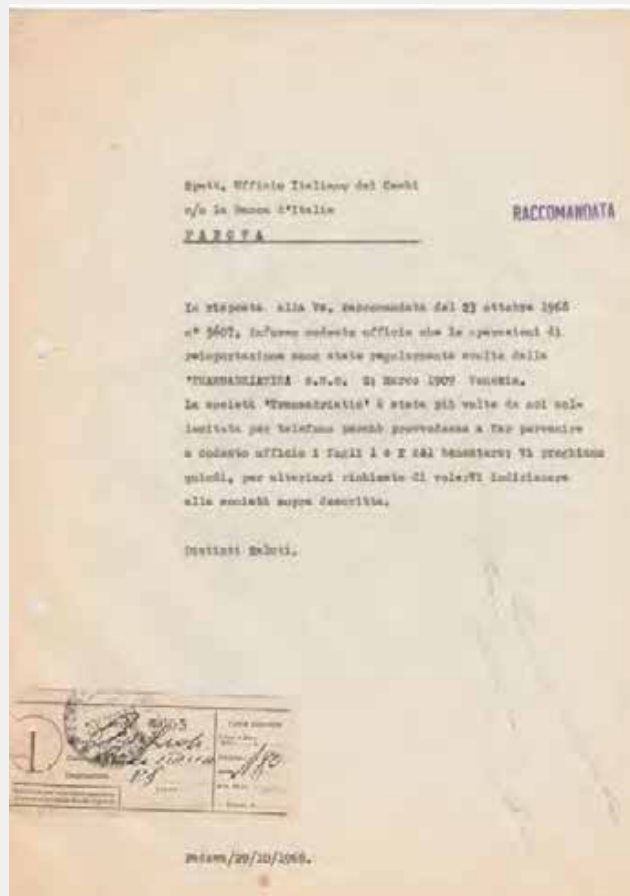 Spett. Ufficio Italiano dei Cambi
c/o la Banca d'Italia
PADOVA
RACCOMANDATA
In risposta alla Vs. Raccomandata del 23 ottobre 1968
n° 5607, informo codesto ufficio che le operazioni di
reimportazione sono state regolarmente svolte dalla
"TRANSADRIATICA S.N.C. Marco 1907 Venezia.
La società "Transadriatic" è stata più volte da noi sol-
lecitata per telefono perchè provvedesse a far pervenire
a codesto ufficio i fogli 1 e 2 del benestare; Vi preghiamo
quindi, per ulteriori richieste di volerVi indirizzare
alla società sopra descritta.
Distinti Saluti.
Padova/29/10/1968.